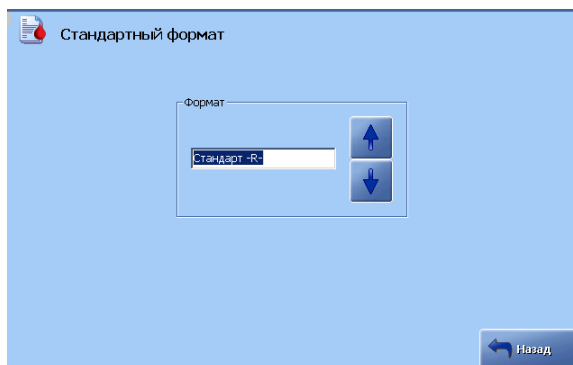 Стандартный формат
Формат
Стандарт -R-
Назад